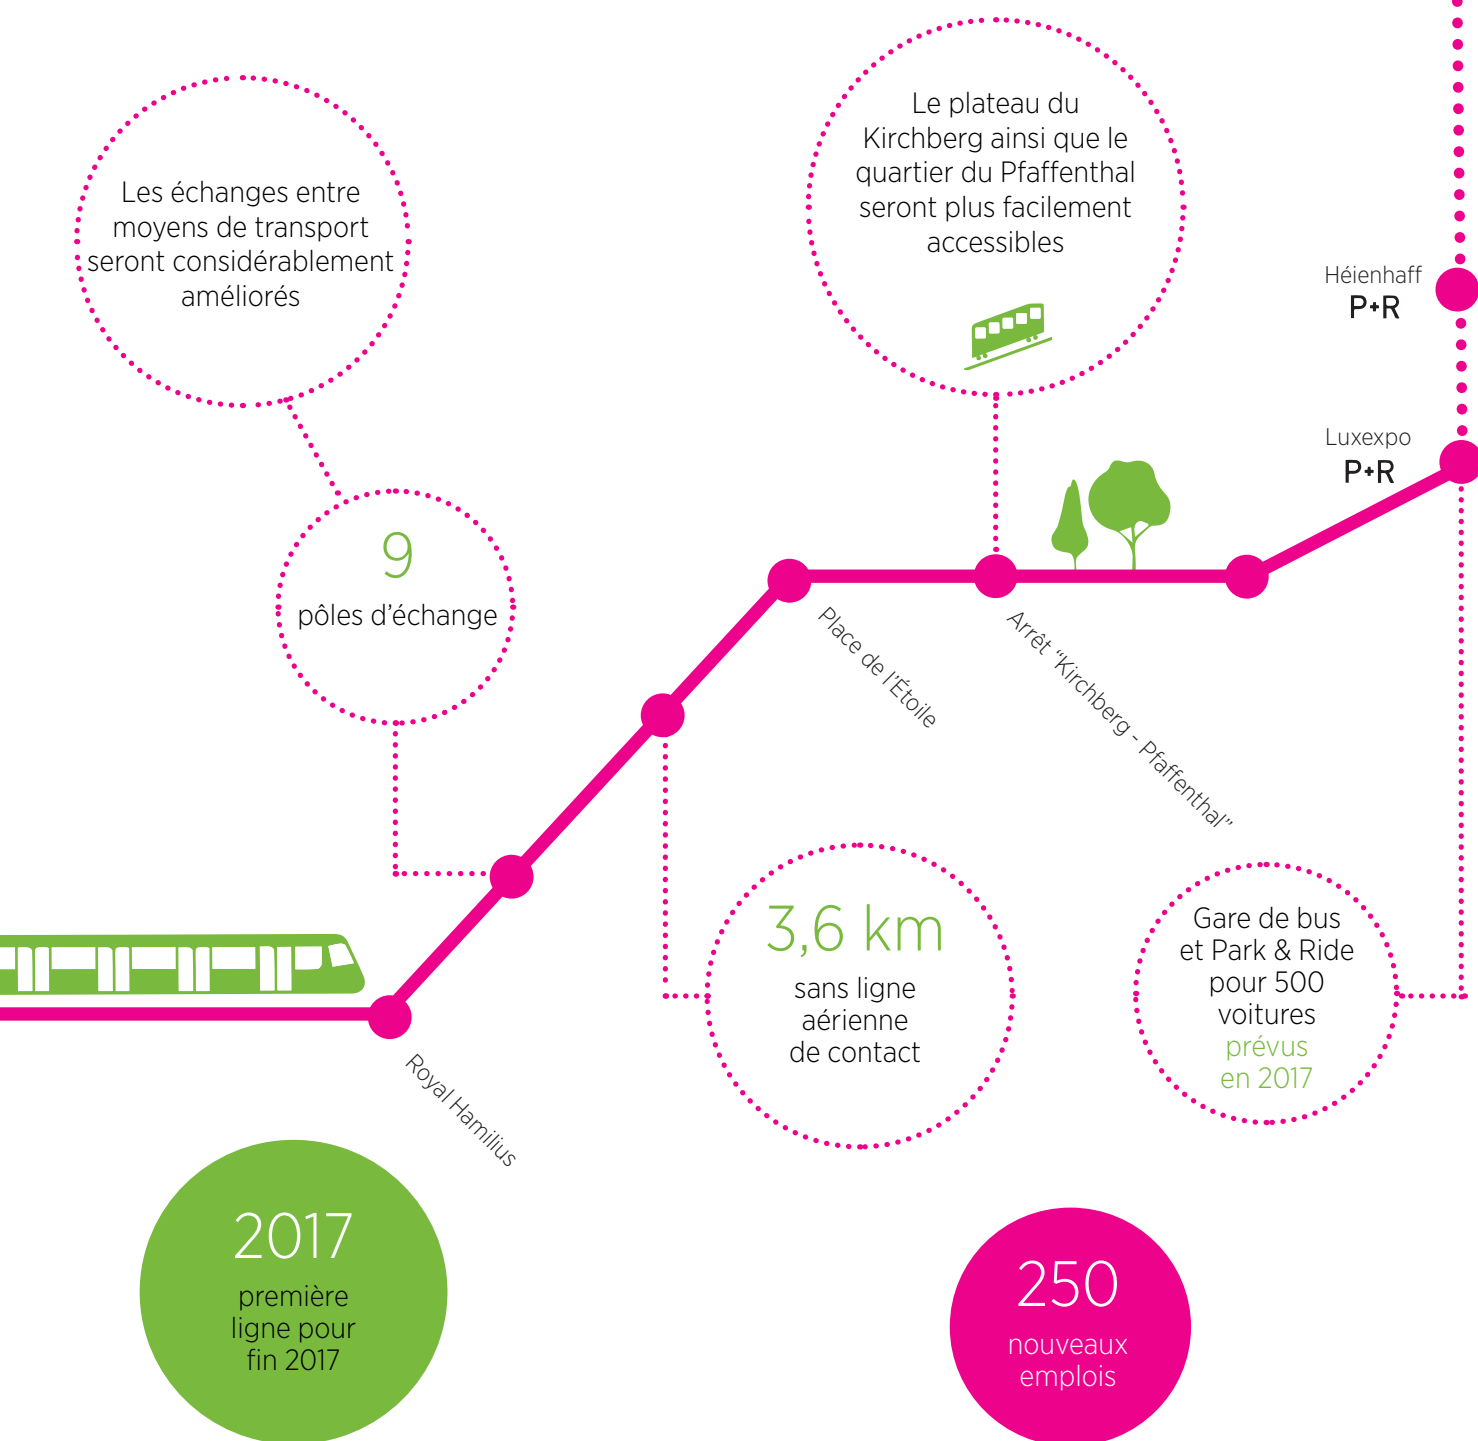 Le plateau du
Kirchberg ainsi que le
quartier du Pfaffenthal
seront plus facilement
accessibles
Les échanges entre
moyens de transport
seront considérablement
améliorés
Héienhaff
P+R
Luxexpo
P+R
9
pôles d’échange
Place de l’Étoile
Arrêt “Kirchberg - Pfaffenthal”
3,6 km
sans ligne
aérienne
de contact
Gare de bus
et Park & Ride
pour 500
voitures
prévus
en 2017
Royal Hamilius
2017
première
ligne pour
fin 2017
250
nouveaux
emplois